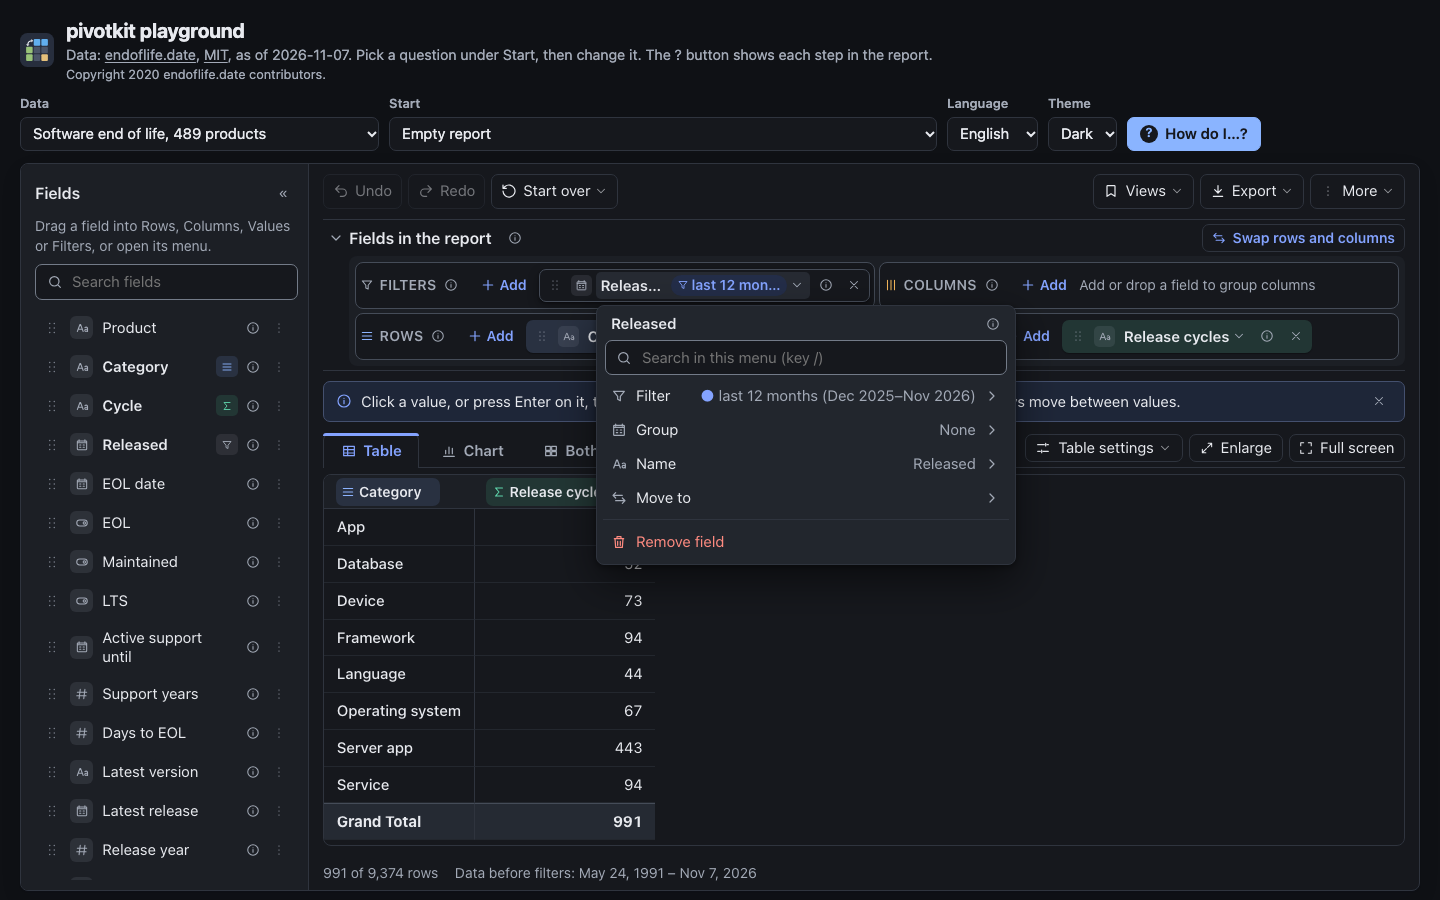 pivotkit playground
Data: endoflife.date, MIT, as of 2026-11-07. Pick a question under Start, then change it. The ? button shows each step in the report.
Copyright 2020 endoflife.date contributors.
Data
Start
Language
Theme
Software end of life, 489 products
Empty report
English
Dark
? How do I...?
Fields
«
Drag a field into Rows, Columns, Values
or Filters, or open its menu.
Search fields
Aa Product
Aa Category
Aa Cycle Σ
Released
EOL date
EOL
Maintained
LTS
Active support
until
# Support years
# Days to EOL
Aa Latest version
Latest release
# Release year
Undo
Redo
Start over
Views
Export
More
Fields in the report
Swap rows and columns
FILTERS
+ Add
Releas...
last 12 mon...
COLUMNS
+ Add
Add or drop a field to group columns
ROWS
+ Add
Aa C
Add
Aa Release cycles
Released
Search in this menu (key /)
Filter
last 12 months (Dec 2025–Nov 2026)
Group
None
Aa Name
Released
Move to
Remove field
Click a value, or press Enter on it, t
s move between values.
Table
Chart
Both
Table settings
Enlarge
Full screen
Category
Σ Release cycle
App
Database
Device 73
Framework 94
Language 44
Operating system 67
Server app 443
Service 94
Grand Total 991
991 of 9,374 rows
Data before filters: May 24, 1991 – Nov 7, 2026